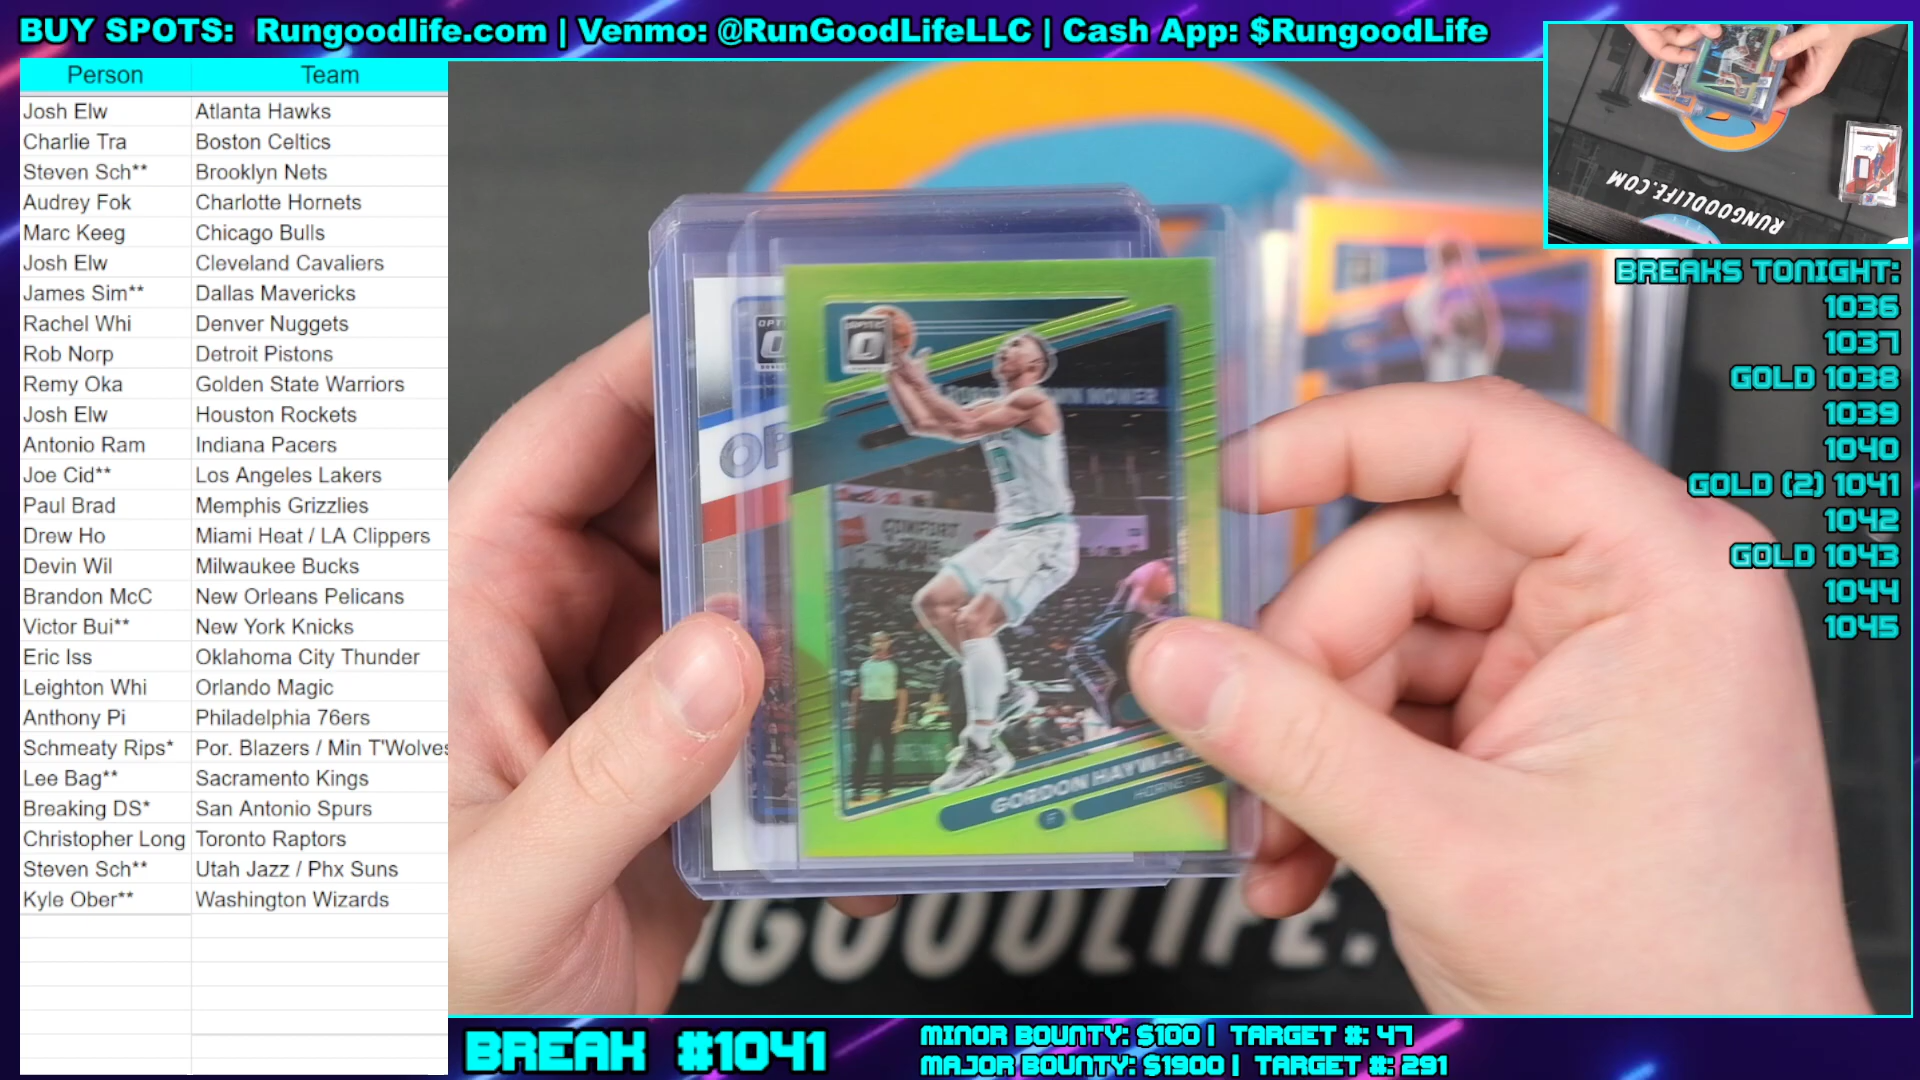 BUY SPOTS: Rungoodlife.com | Venmo: @RunGoodLifeLLC | Cash App: $RungoodLife
Person Team
Josh Elw Atlanta Hawks
Charlie Tra Boston Celtics
Steven Sch** Brooklyn Nets
Audrey Fok Charlotte Hornets
Marc Keeg Chicago Bulls
Josh Elw Cleveland Cavaliers
James Sim** Dallas Mavericks
Rachel Whi Denver Nuggets
Rob Norp Detroit Pistons
Remy Oka Golden State Warriors
Josh Elw Houston Rockets
Antonio Ram Indiana Pacers
Joe Cid** Los Angeles Lakers
Paul Brad Memphis Grizzlies
Drew Ho Miami Heat / LA Clippers
Devin Wil Milwaukee Bucks
Brandon McC New Orleans Pelicans
Victor Bui** New York Knicks
Eric Iss Oklahoma City Thunder
Leighton Whi Orlando Magic
Anthony Pi Philadelphia 76ers
Schmeaty Rips* Por. Blazers / Min T'Wolves
Lee Bag** Sacramento Kings
Breaking DS* San Antonio Spurs
Christopher Long Toronto Raptors
Steven Sch** Utah Jazz / Phx Suns
Kyle Ober** Washington Wizards
OPTIC
GORDON HAYWARD
HORNETS
RUNGOODLIFE.COM
BREAKS TONIGHT:
1036
1037
GOLD 1038
1039
1040
GOLD (2) 1041
1042
GOLD 1043
1044
1045
BREAK #1041
MINOR BOUNTY: $100 | TARGET #: 47
MAJOR BOUNTY: $1900 | TARGET #: 291